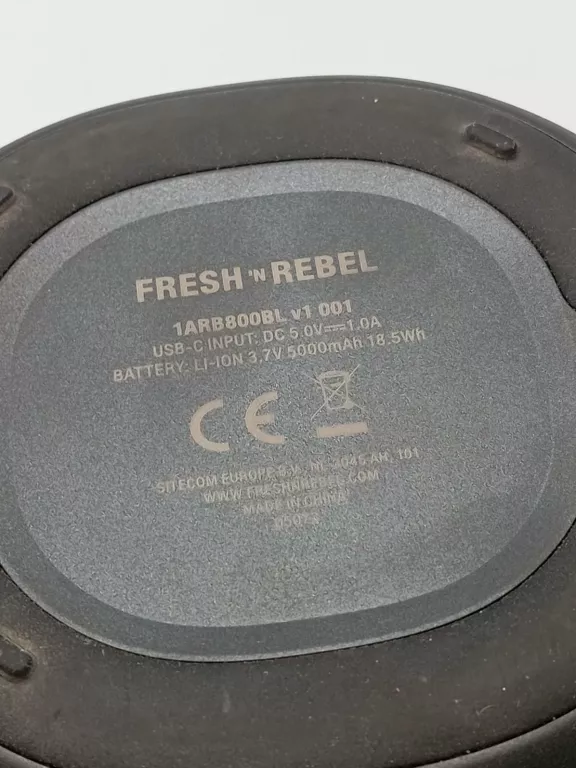 FRESH 'N REBEL
1ARB800BL v1 001
USB-C INPUT: DC 5.0V⎓1.0A
BATTERY: LI-ION 3.7V 5000mAh 18.5Wh
CE
SITECOM EUROPE B.V., NL 3045 AH, 101
WWW.FRESHNREBEL.COM
MADE IN CHINA